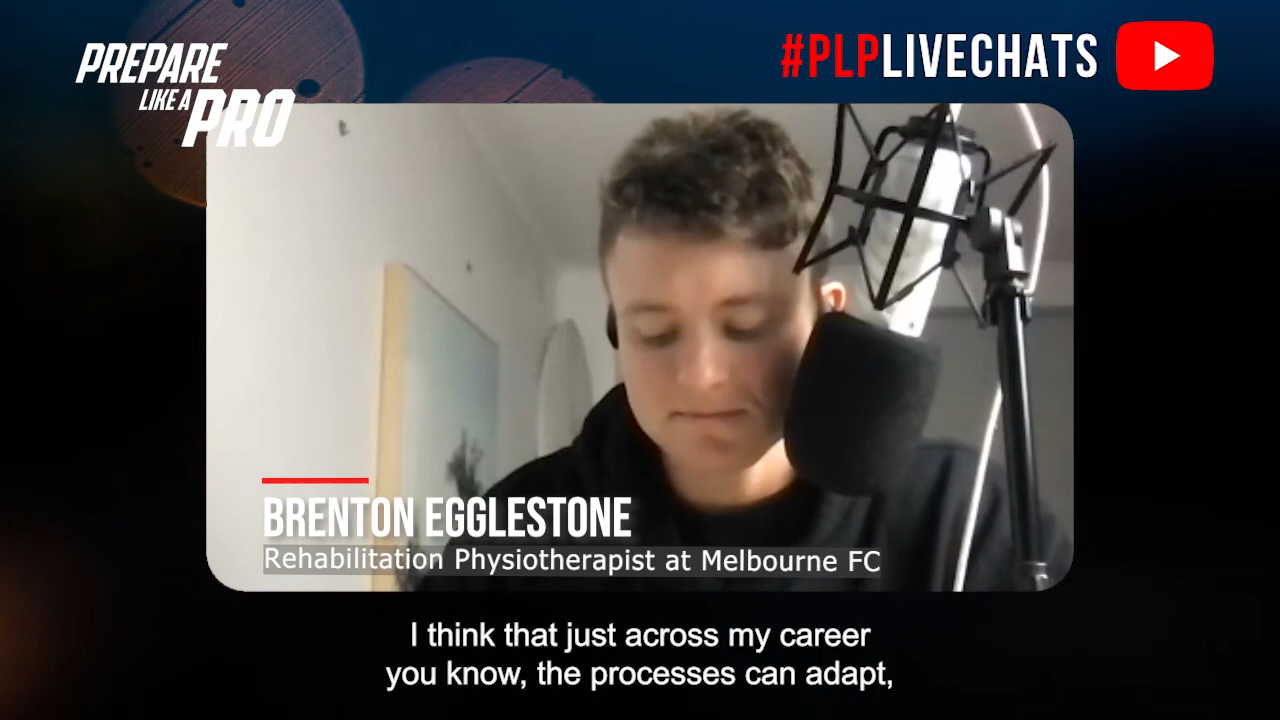 PREPARE
LIKE A
PRO
#PLPLIVECHATS
BRENTON EGGLESTONE
Rehabilitation Physiotherapist at Melbourne FC
I think that just across my career
you know, the processes can adapt,